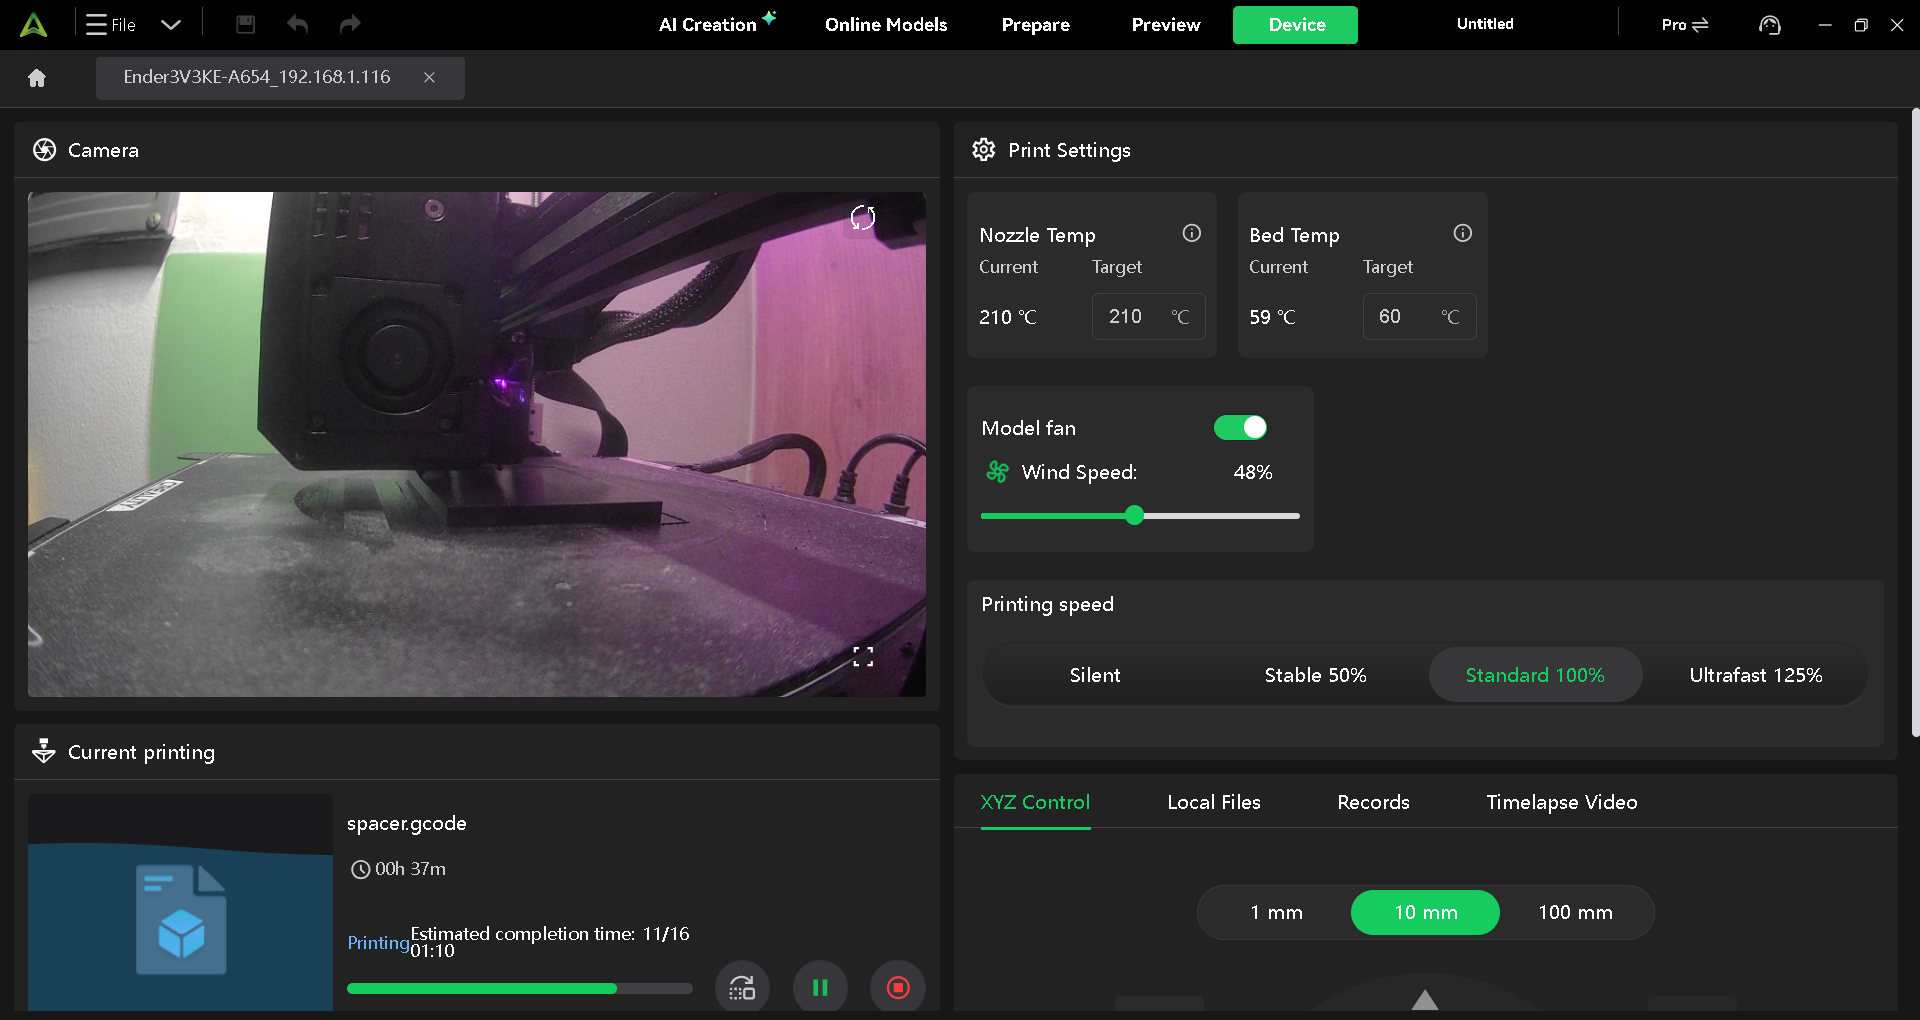 File
AI Creation
Online Models
Prepare
Preview
Device
Untitled
Pro
Ender3V3KE-A654_192.168.1.116
Camera
Print Settings
Nozzle Temp
Current
Target
210 ℃
210 ℃
Bed Temp
Current
Target
59 ℃
60 ℃
Model fan
Wind Speed:
48%
Printing speed
Silent
Stable 50%
Standard 100%
Ultrafast 125%
Current printing
spacer.gcode
00h 37m
Printing
Estimated completion time: 11/16
01:10
XYZ Control
Local Files
Records
Timelapse Video
1 mm
10 mm
100 mm